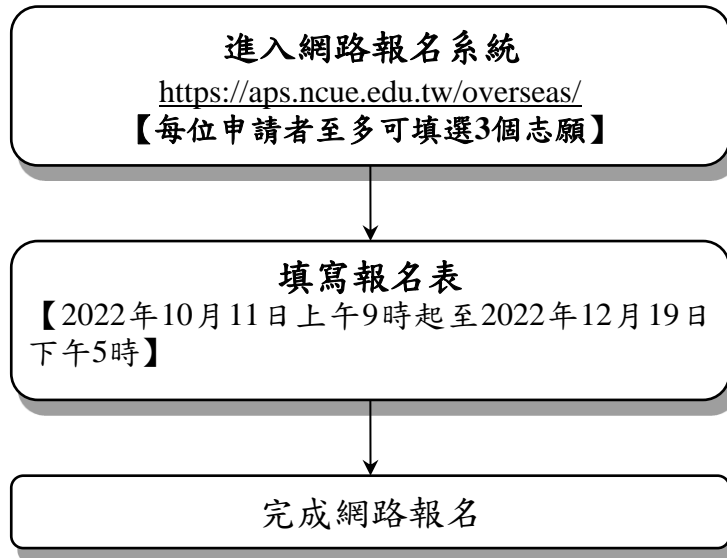 進入網路報名系統
https://aps.ncue.edu.tw/overseas/
【每位申請者至多可填選3個志願】
填寫報名表
【2022年10月11日上午9時起至2022年12月19日
下午5時】
完成網路報名